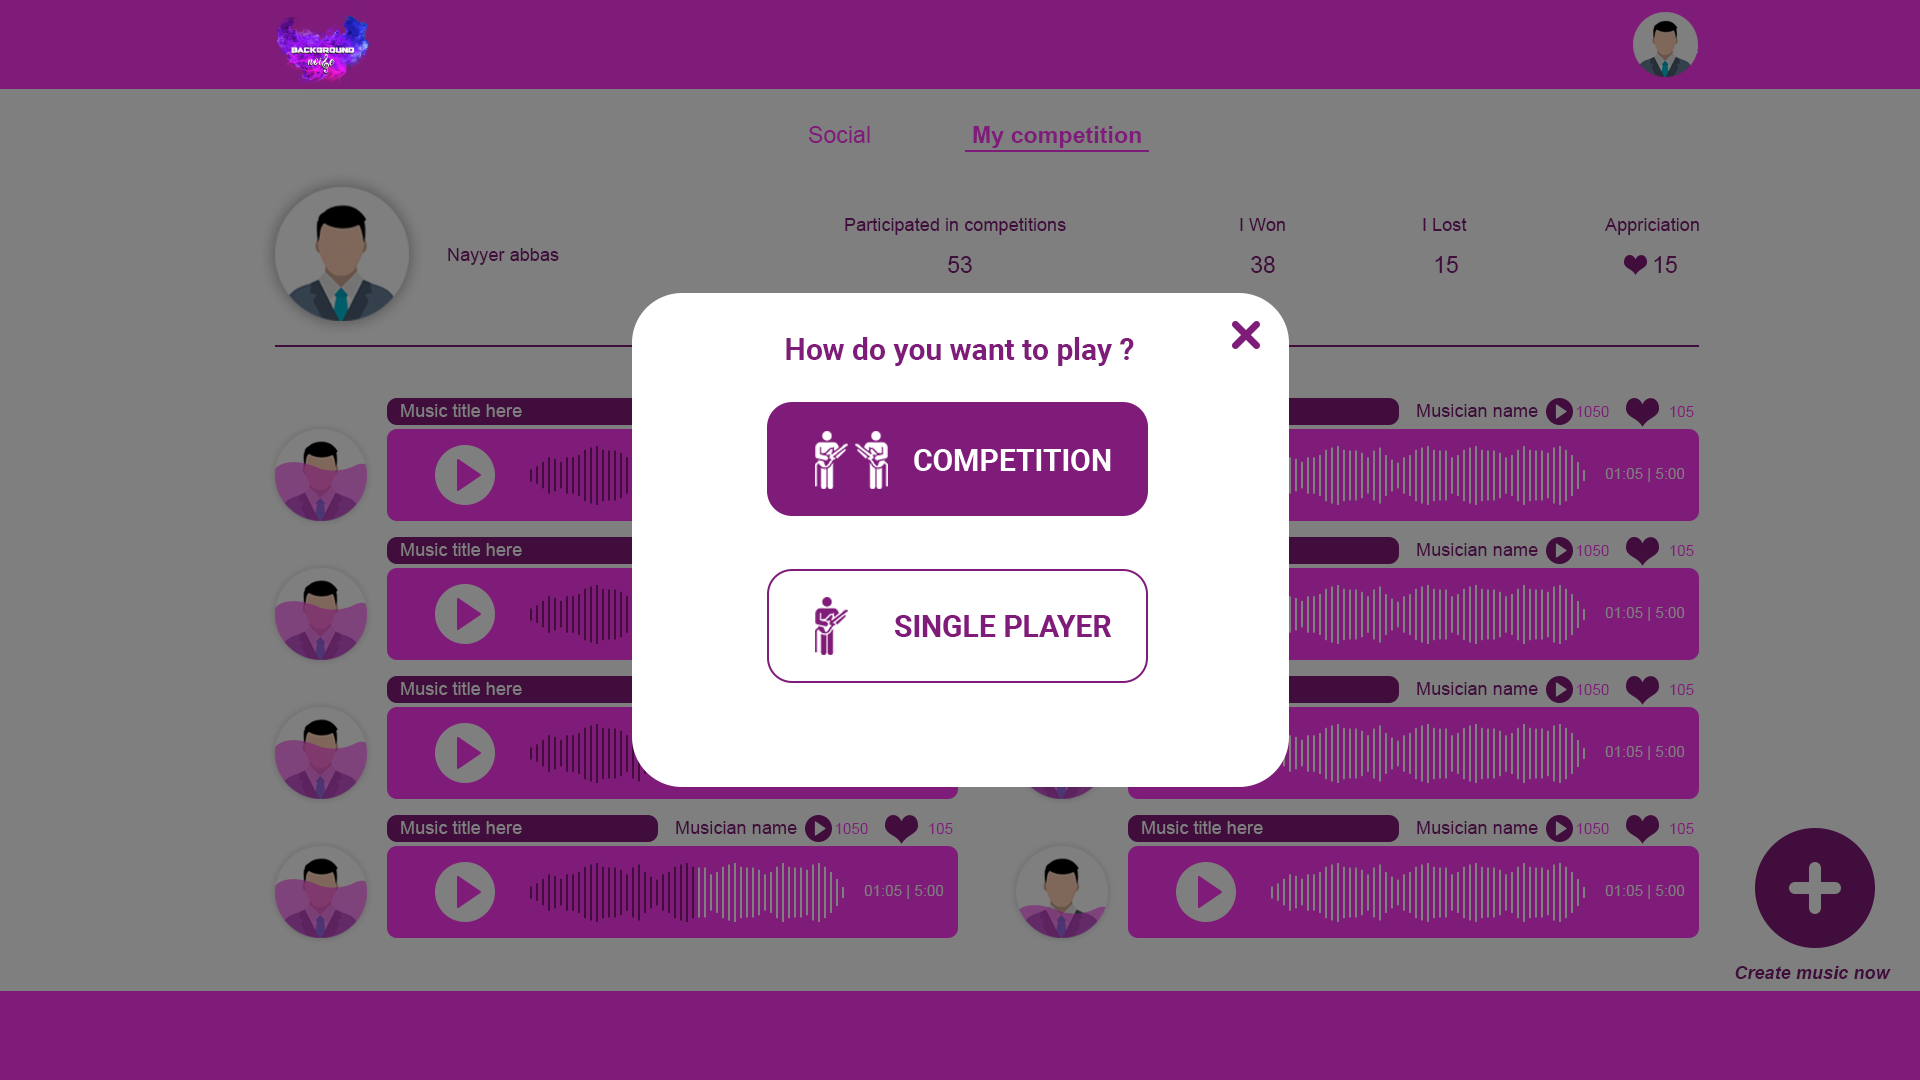 BACKGROUND
noize
Social
My competition
Nayyer abbas
Participated in competitions
53
I Won
38
I Lost
15
Appriciation
15
How do you want to play ?
COMPETITION
SINGLE PLAYER
Music title here
Musician name 1050 105
01:05 | 5:00
Music title here
Musician name 1050 105
01:05 | 5:00
Music title here
Musician name 1050 105
01:05 | 5:00
Music title here Musician name 1050 105
01:05 | 5:00
Music title here Musician name 1050 105
01:05 | 5:00
Create music now